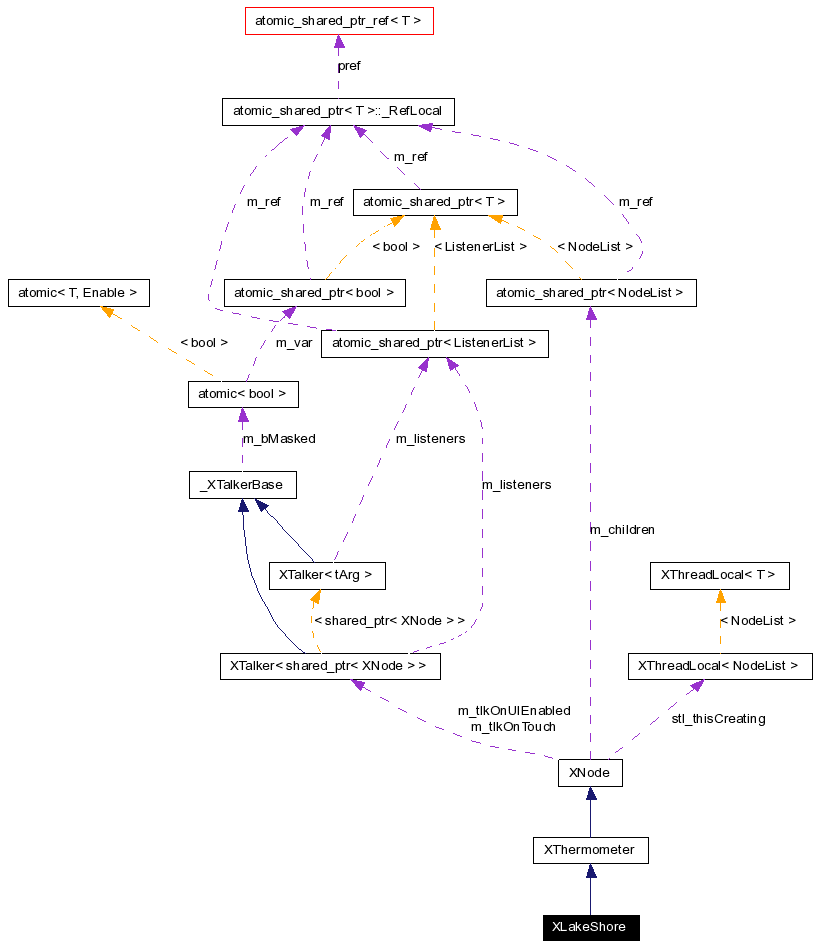 atomic_shared_ptr_ref< T >
pref
atomic_shared_ptr< T >::_RefLocal
m_ref
atomic_shared_ptr< T >
m_ref
m_ref
m_ref
< bool >
< ListenerList >
< NodeList >
atomic< T, Enable >
atomic_shared_ptr< bool >
atomic_shared_ptr< NodeList >
< bool >
m_var
atomic_shared_ptr< ListenerList >
atomic< bool >
m_bMasked
m_listeners
_XTalkerBase
m_listeners
m_children
XTalker< tArg >
XThreadLocal< T >
< shared_ptr< XNode > >
< NodeList >
XTalker< shared_ptr< XNode > >
XThreadLocal< NodeList >
m_tlkOnUIEnabled
m_tlkOnTouch
stl_thisCreating
XNode
XThermometer
XLakeShore